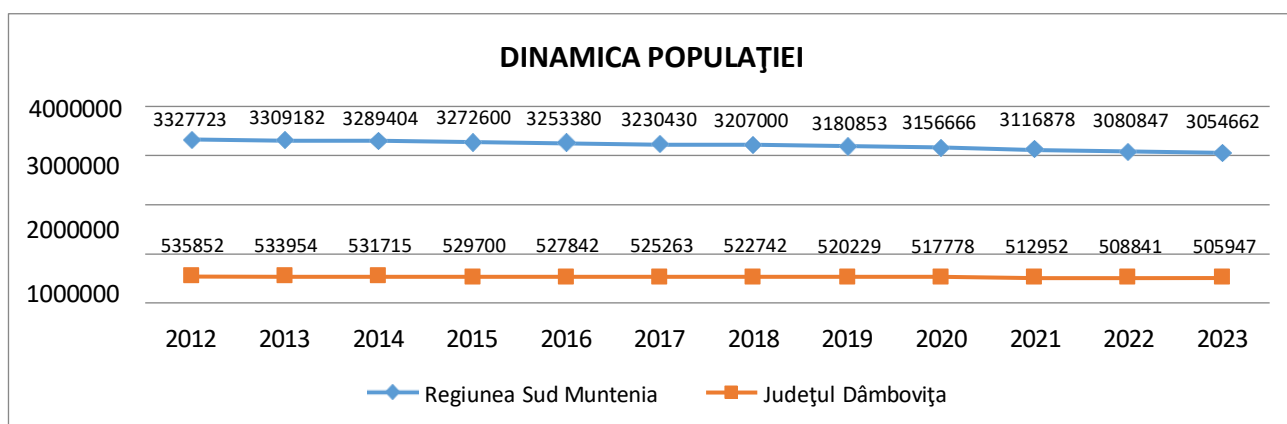 DINAMICA POPULAŢIEI
4000000
3327723 3309182 3289404 3272600 3253380 3230430 3207000 3180853 3156666 3116878 3080847 3054662
3000000
2000000
535852 533954 531715 529700 527842 525263 522742 520229 517778 512952 508841 505947
1000000
2012 2013 2014 2015 2016 2017 2018 2019 2020 2021 2022 2023
Regiunea Sud Muntenia Judeţul Dâmboviţa